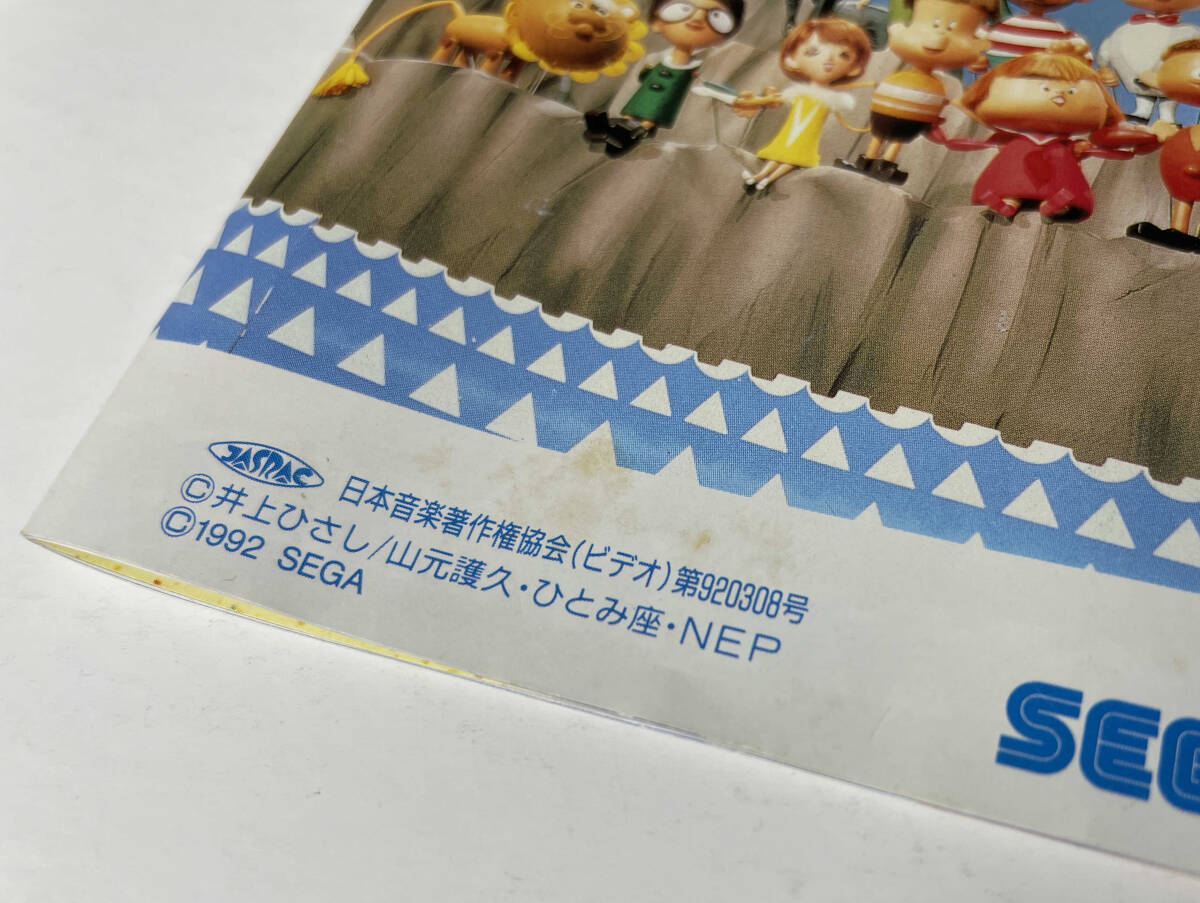 JASRAC 日本音楽著作権協会(ビデオ)第920308号
©井上ひさし/山元護久・ひとみ座・NEP
©1992 SEGA
V